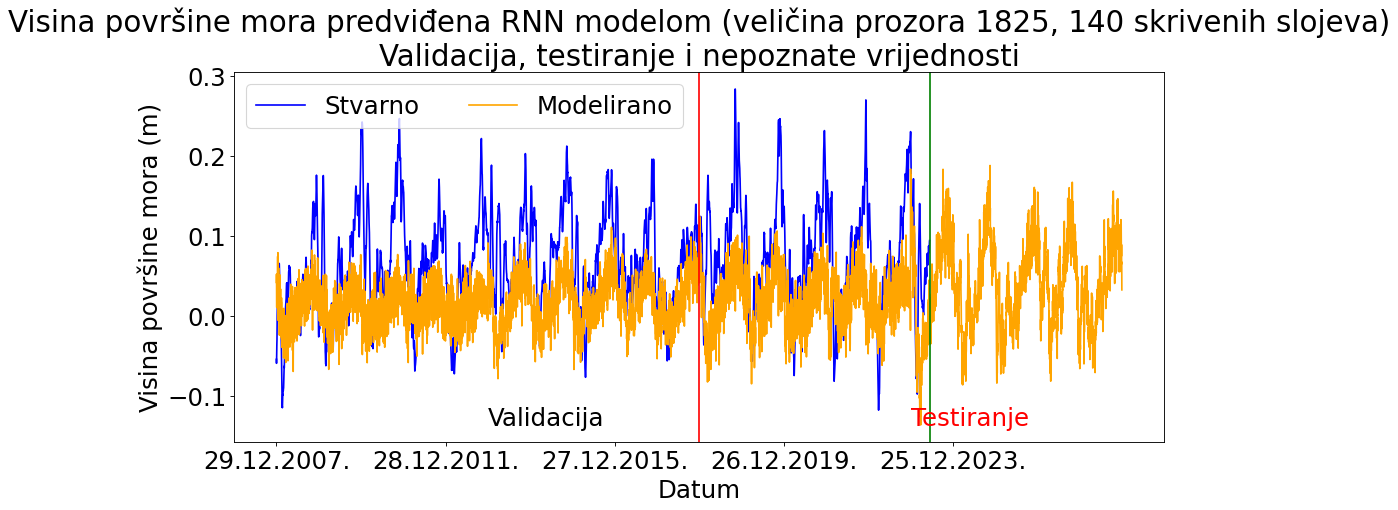 Visina površine mora predviđena RNN modelom (veličina prozora 1825, 140 skrivenih slojeva)
Validacija, testiranje i nepoznate vrijednosti
Stvarno
Modelirano
Visina površine mora (m)
0.3
0.2
0.1
0.0
−0.1
Validacija
Testiranje
29.12.2007.
28.12.2011.
27.12.2015.
26.12.2019.
25.12.2023.
Datum